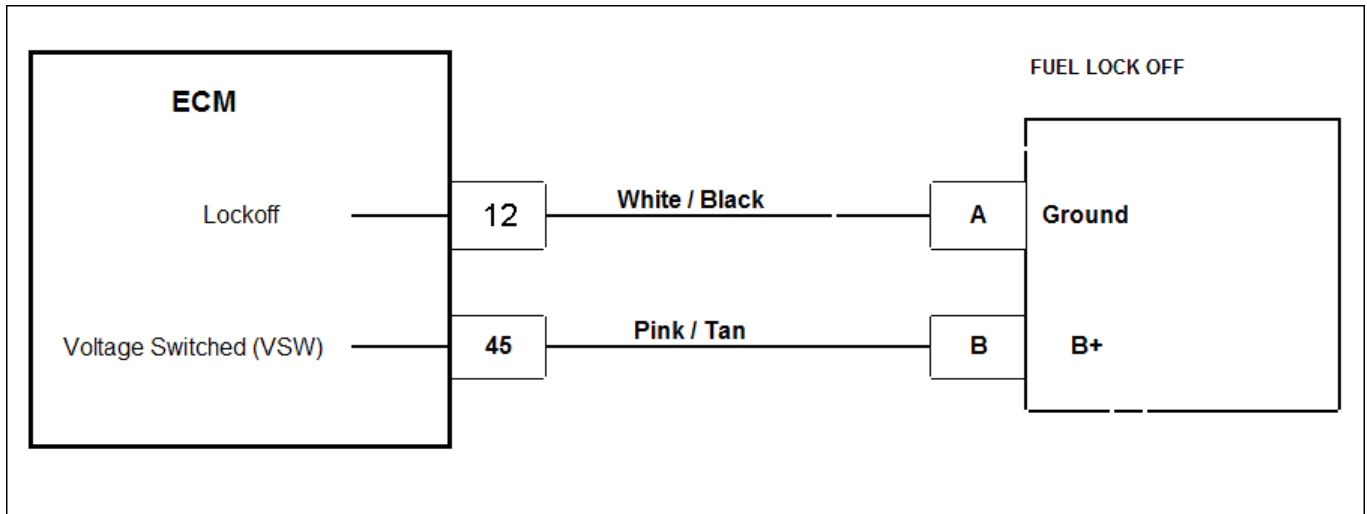 FUEL LOCK OFF
ECM
Lockoff
12
White / Black
A
Ground
Voltage Switched (VSW)
45
Pink / Tan
B
B+